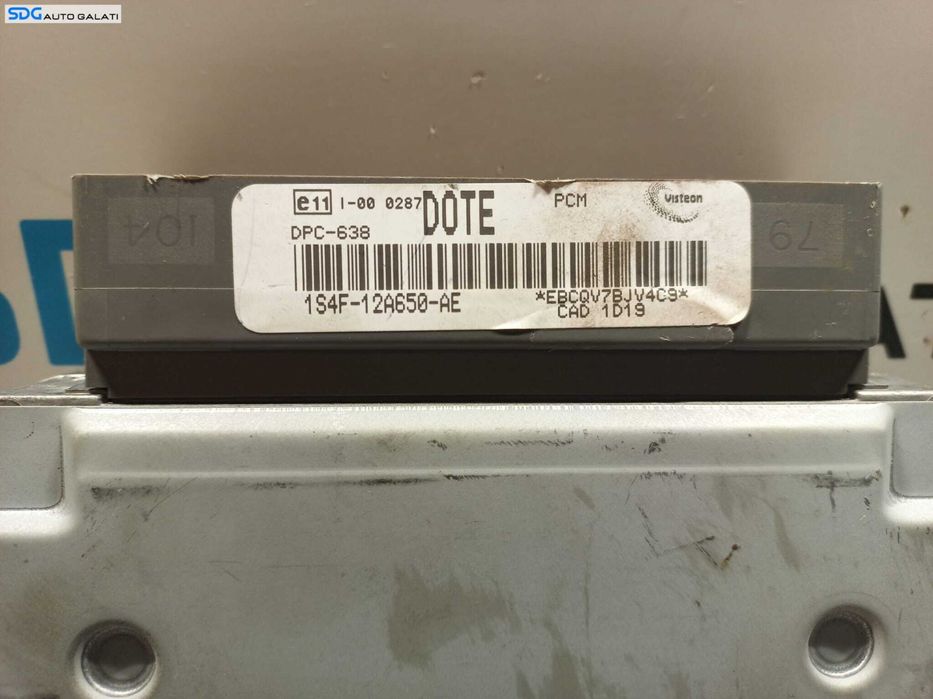 SDG AUTO GALATI
e11 I-00 0287 DOTE PCM Visteon
DPC-638
1S4F-12A650-AE *EBCQV7BJV4C9*
CAD 1D19
104
79